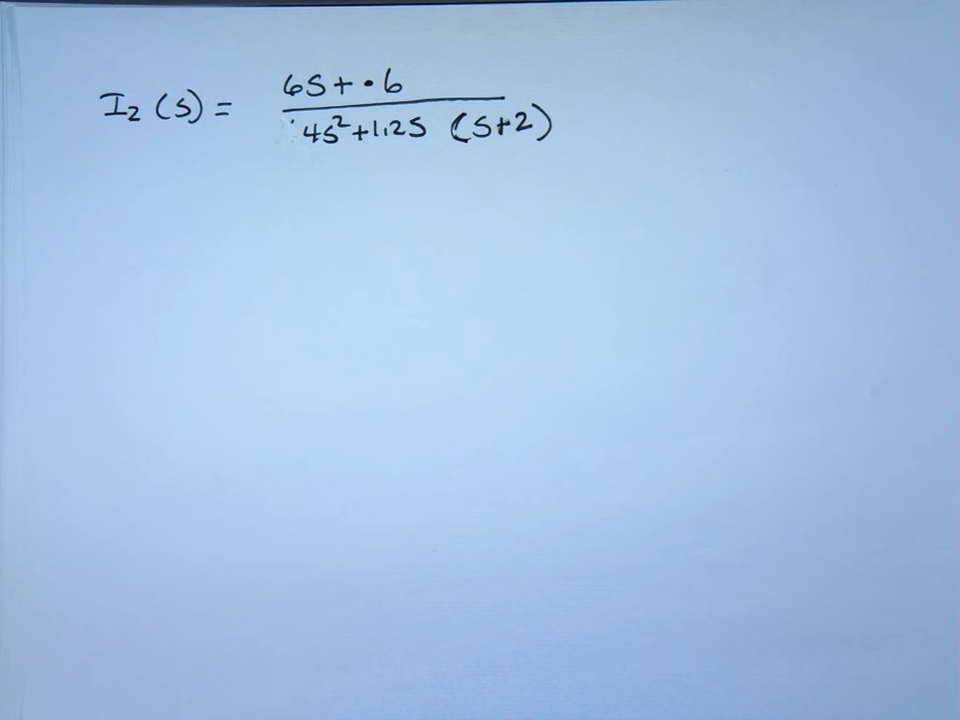 I₂(s) = (6s + .6) / (4s² + 1.2s (s+2))